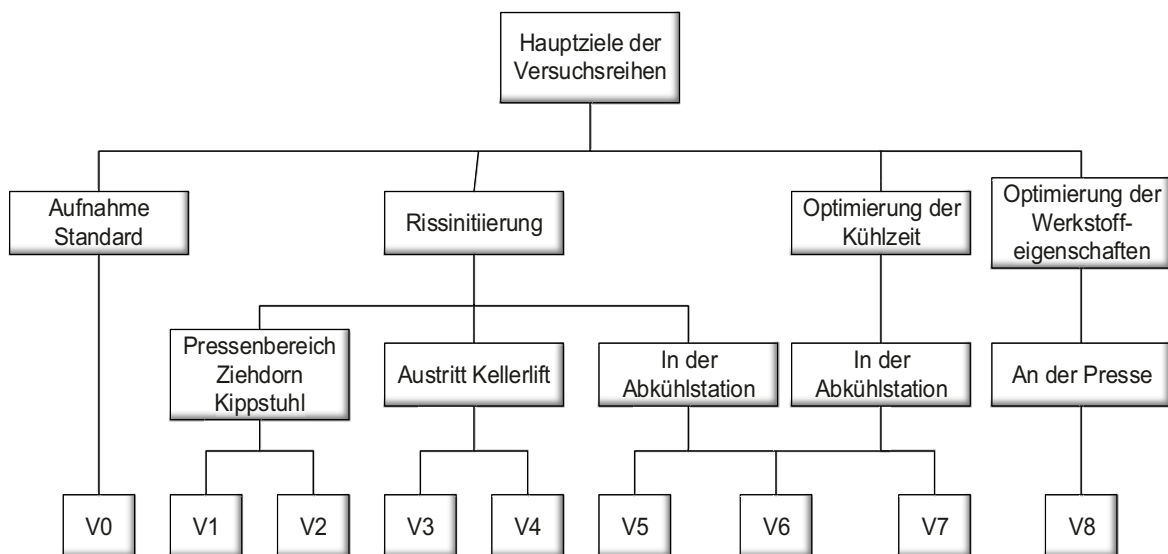 Hauptziele der
Versuchsreihen
Aufnahme
Standard
Rissinitiierung
Optimierung der
Kühlzeit
Optimierung der
Werkstoff-
eigenschaften
Pressenbereich
Ziehdorn
Kippstuhl
Austritt Kellerlift
In der
Abkühlstation
In der
Abkühlstation
An der Presse
V0
V1
V2
V3
V4
V5
V6
V7
V8